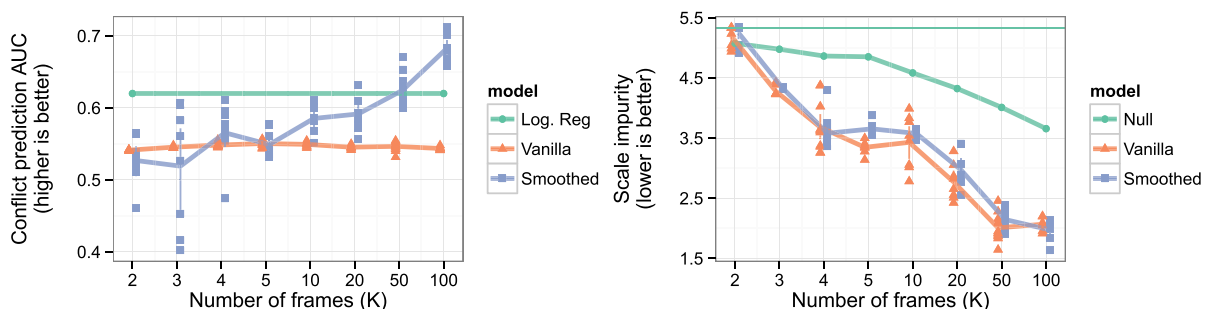 Conflict prediction AUC
(higher is better)
0.7
0.6
0.5
0.4
2 3 4 5 10 20 50 100
Number of frames (K)
model
Log. Reg
Vanilla
Smoothed
Scale impurity
(lower is better)
5.5
4.5
3.5
2.5
1.5
2 3 4 5 10 20 50 100
Number of frames (K)
model
Null
Vanilla
Smoothed